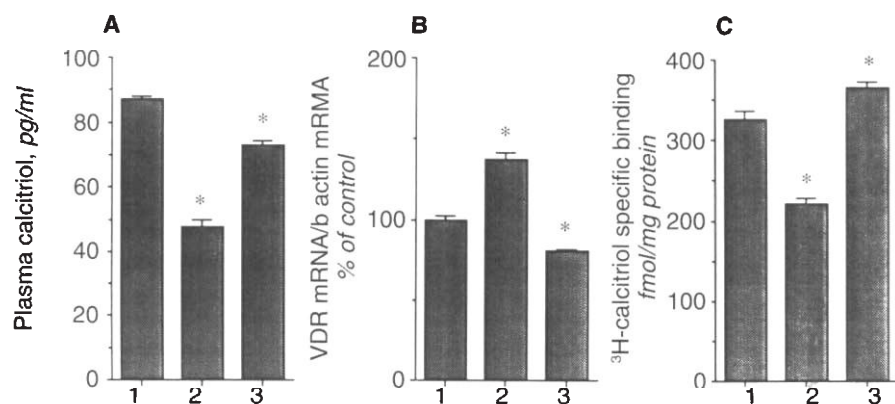 A
Plasma calcitriol, pg/ml
100
80
60
40
20
0
*
*
1 2 3
B
VDR mRNA/b actin mRMA
% of control
200
100
0
*
*
1 2 3
C
³H-calcitriol specific binding
fmol/mg protein
400
300
200
100
0
*
*
1 2 3